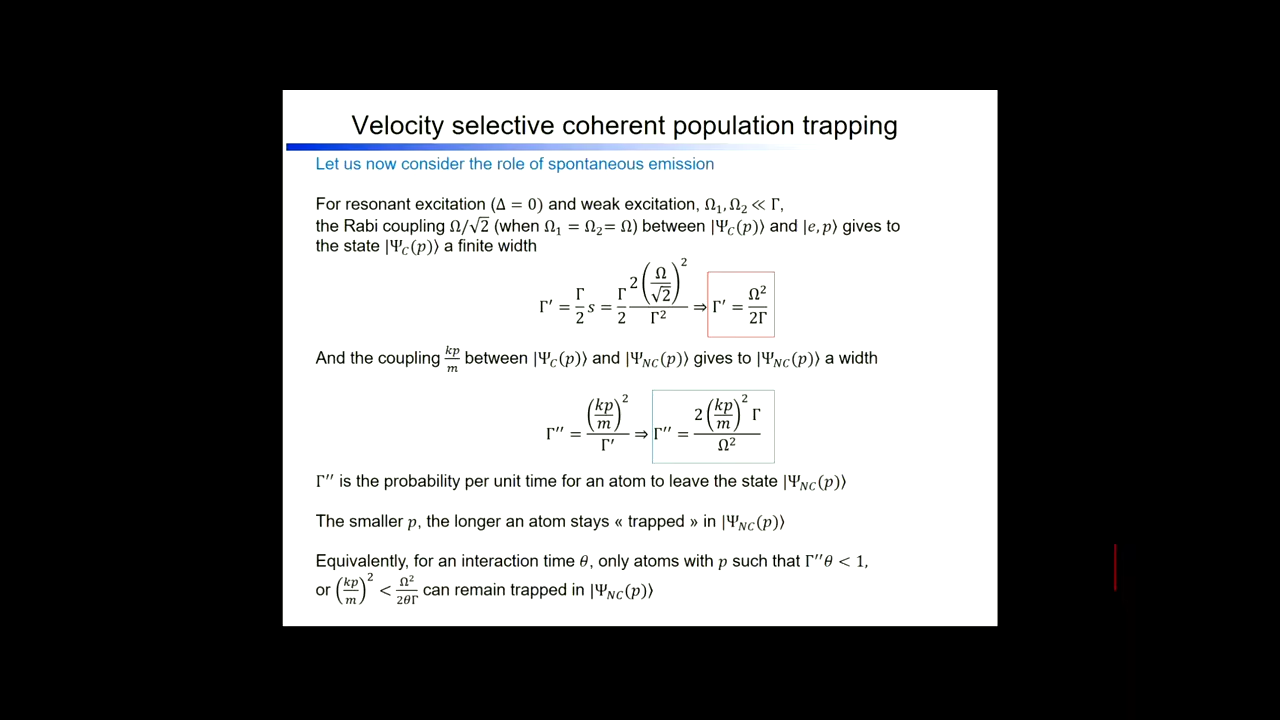 Velocity selective coherent population trapping
Let us now consider the role of spontaneous emission
For resonant excitation (Δ = 0) and weak excitation, Ω₁, Ω₂ ≪ Γ,
the Rabi coupling Ω/√2 (when Ω₁ = Ω₂= Ω) between |Ψ_C(p)⟩ and |e, p⟩ gives to
the state |Ψ_C(p)⟩ a finite width
Γ′ = Γ/2 s = Γ/2 2(Ω/√2)²/Γ² ⇒ Γ′ = Ω²/2Γ
And the coupling kp/m between |Ψ_C(p)⟩ and |Ψ_NC(p)⟩ gives to |Ψ_NC(p)⟩ a width
Γ′′ = (kp/m)²/Γ′ ⇒ Γ′′ = 2(kp/m)² Γ/Ω²
Γ′′ is the probability per unit time for an atom to leave the state |Ψ_NC(p)⟩
The smaller p, the longer an atom stays « trapped » in |Ψ_NC(p)⟩
Equivalently, for an interaction time θ, only atoms with p such that Γ′′θ < 1,
or (kp/m)² < Ω²/2θΓ can remain trapped in |Ψ_NC(p)⟩